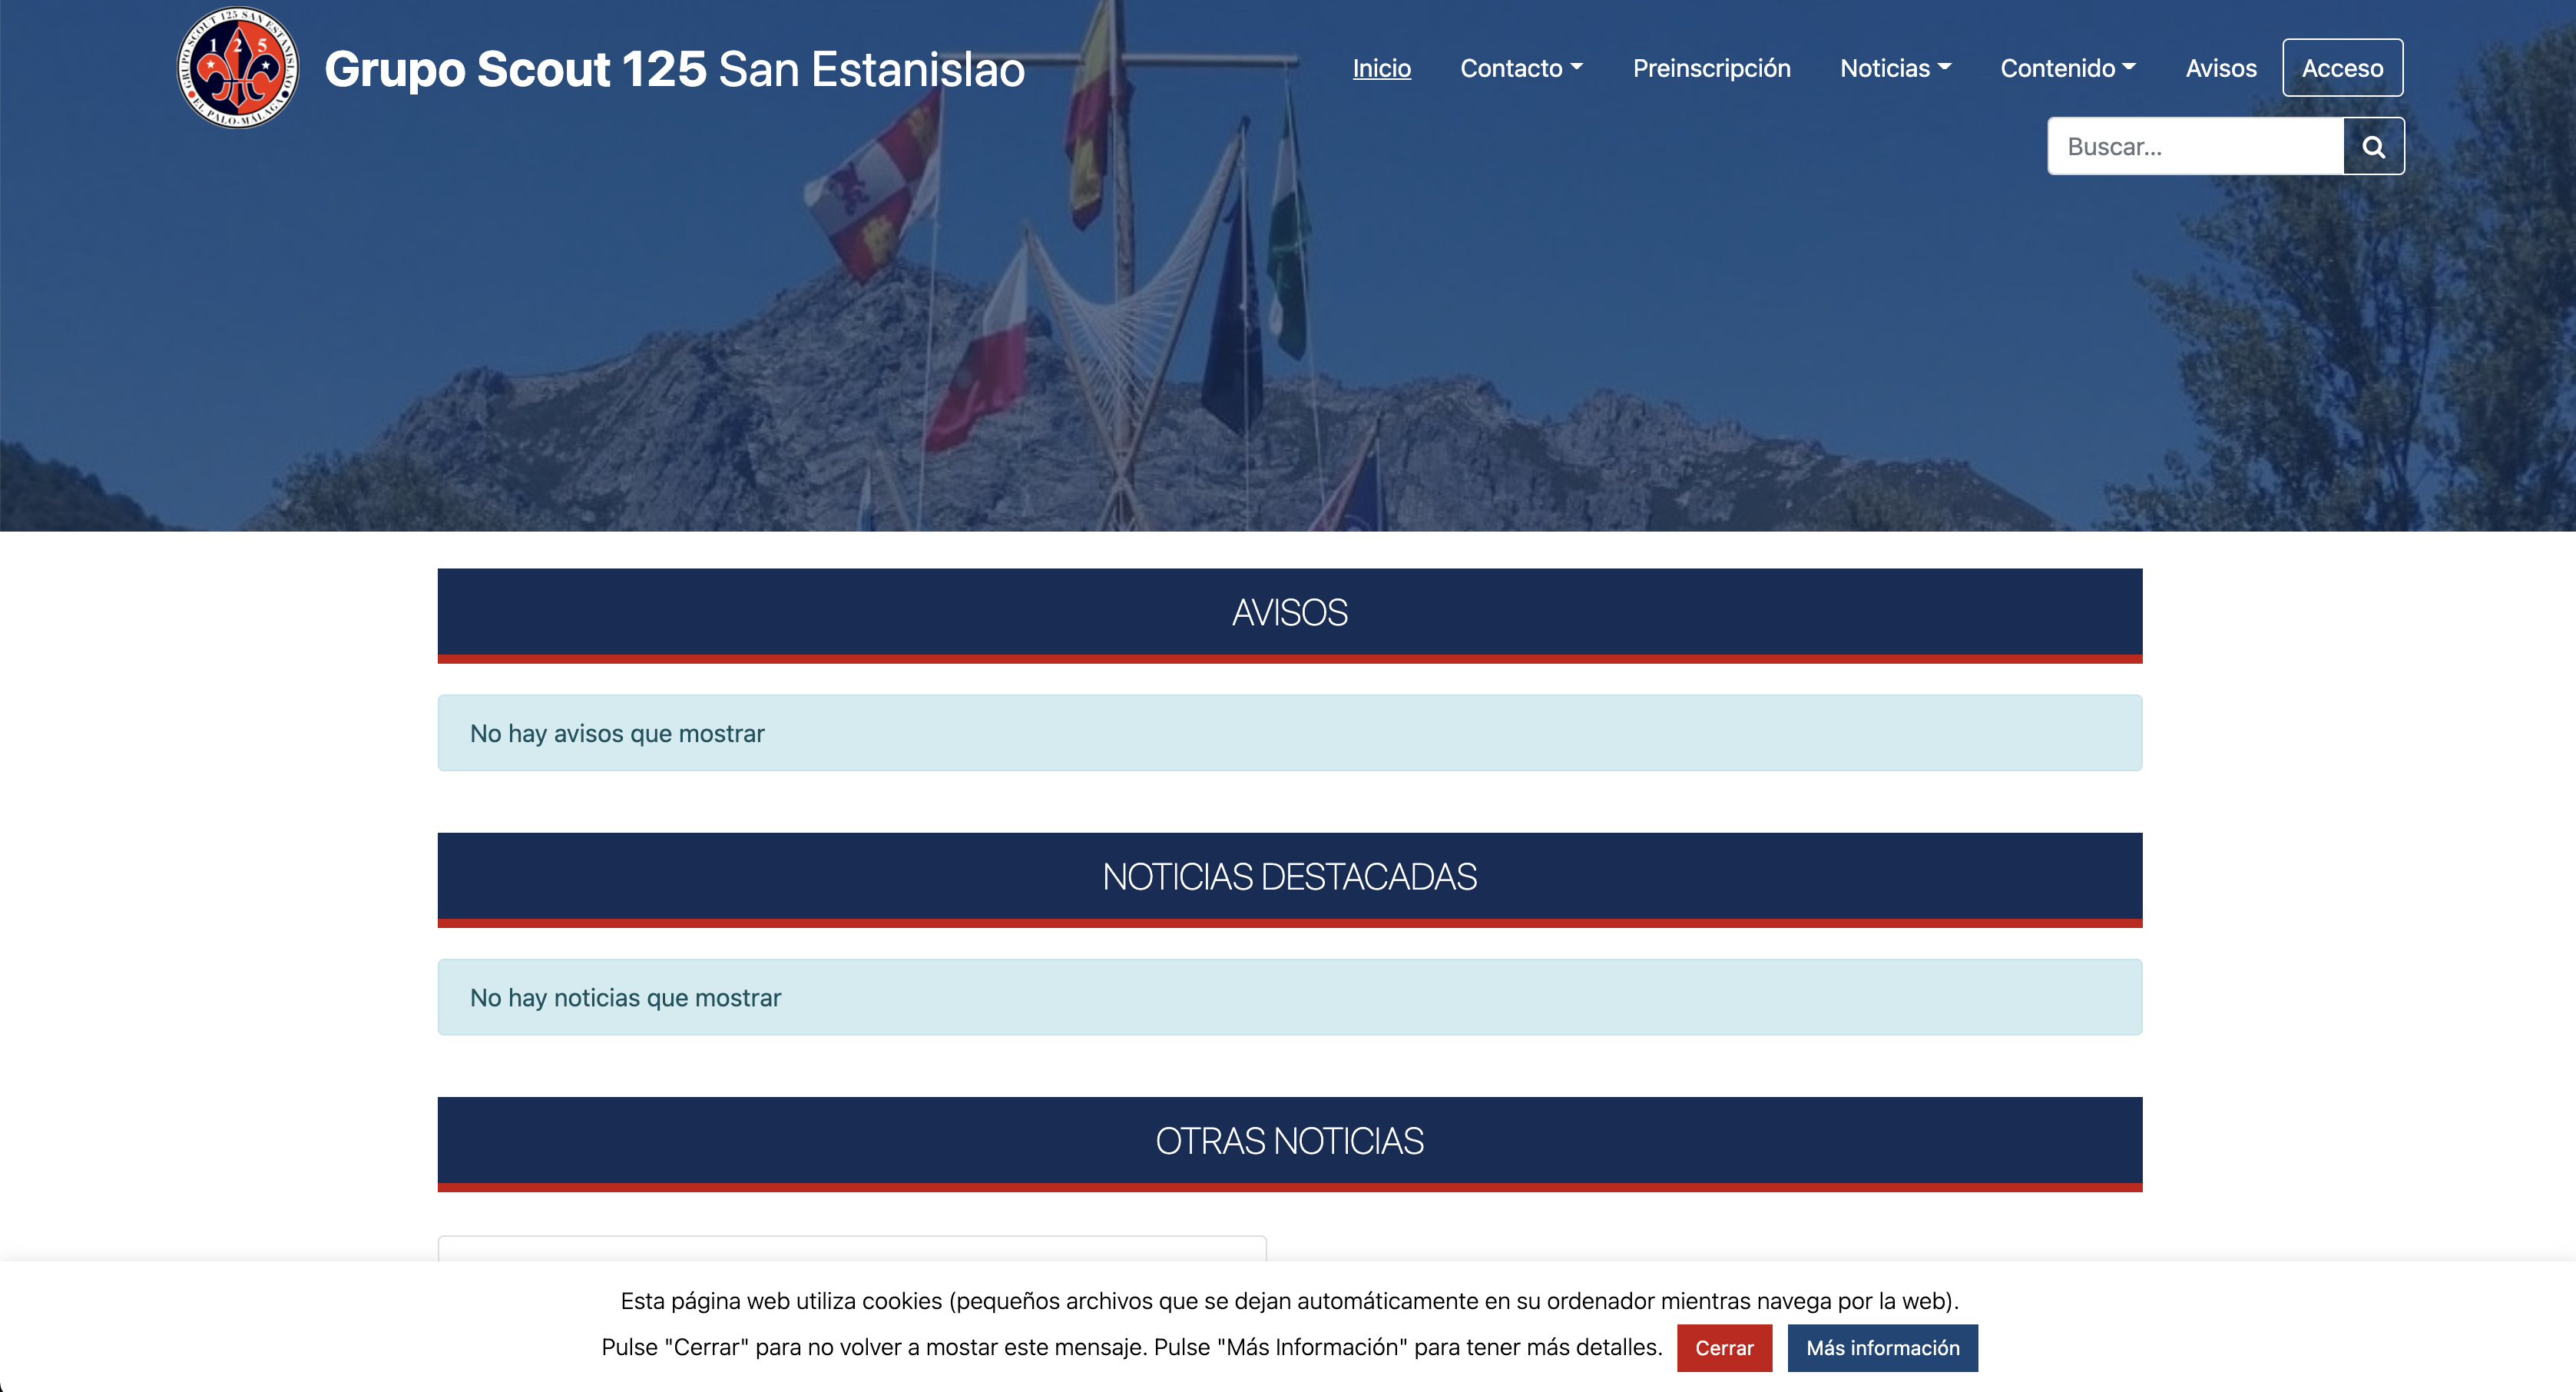 GRUPO SCOUT 125 SAN ESTANISLAO
1 2 5
EL PALO-MÁLAGA
Grupo Scout 125 San Estanislao
Inicio
Contacto
Preinscripción
Noticias
Contenido
Avisos
Acceso
Buscar...
AVISOS
No hay avisos que mostrar
NOTICIAS DESTACADAS
No hay noticias que mostrar
OTRAS NOTICIAS
Esta página web utiliza cookies (pequeños archivos que se dejan automáticamente en su ordenador mientras navega por la web).
Pulse "Cerrar" para no volver a mostar este mensaje. Pulse "Más Información" para tener más detalles.
Cerrar
Más información